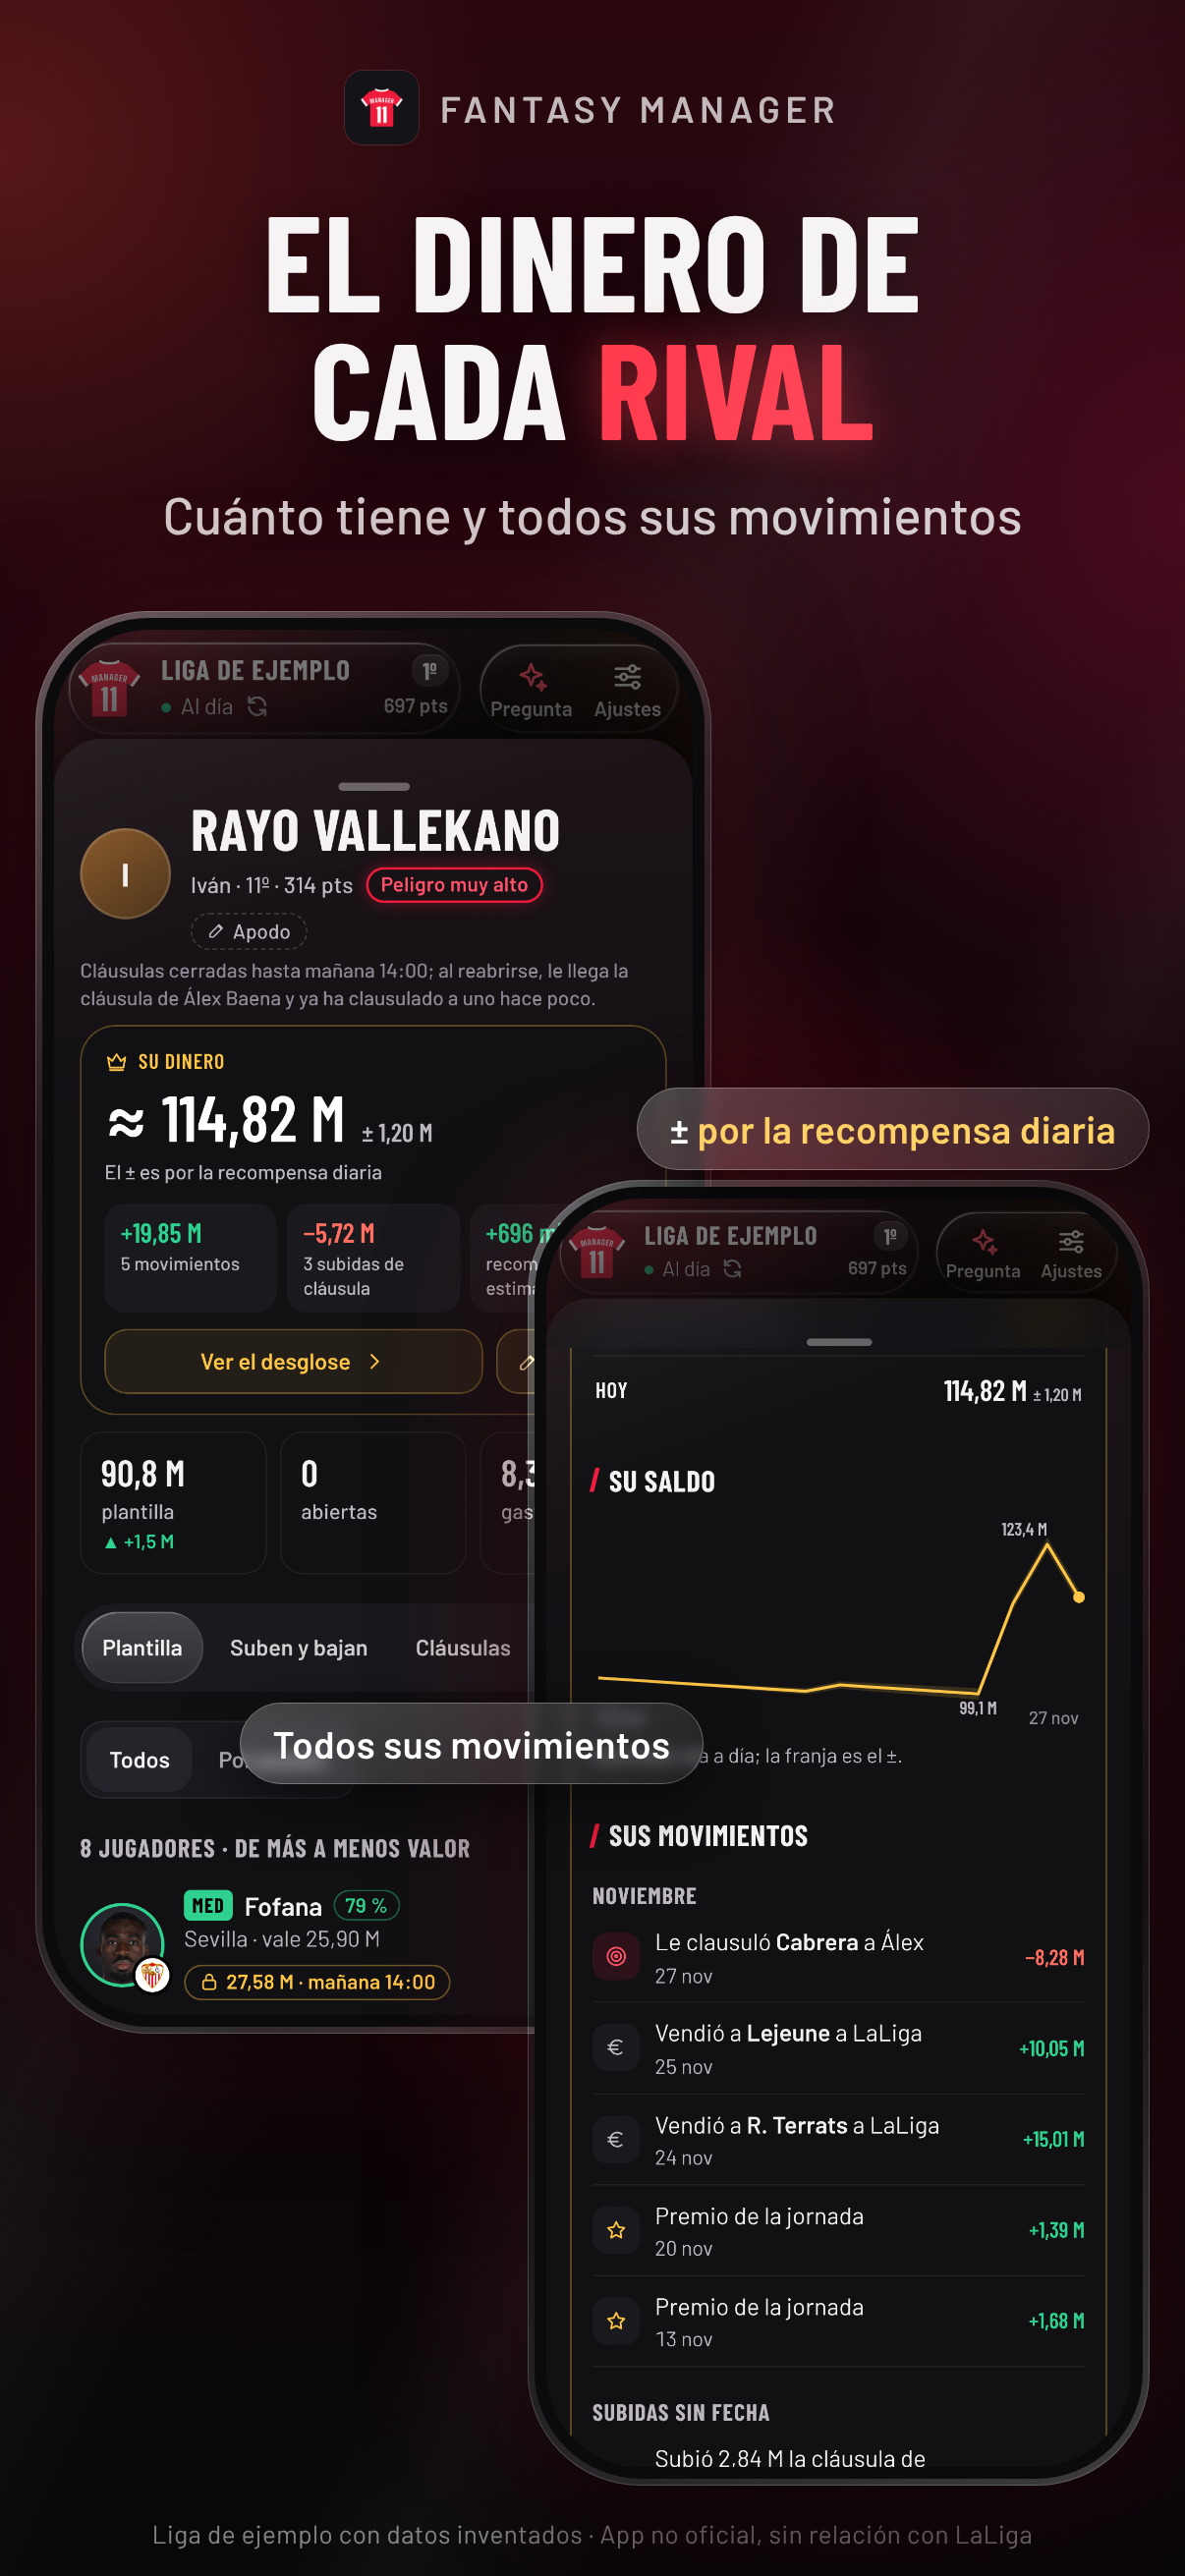 MANAGER
11
FANTASY MANAGER
EL DINERO DE
CADA RIVAL
Cuánto tiene y todos sus movimientos
MANAGER
11
LIGA DE EJEMPLO
1º
Al día
697 pts
Pregunta
Ajustes
I
RAYO VALLEKANO
Iván · 11º · 314 pts
Peligro muy alto
Apodo
Cláusulas cerradas hasta mañana 14:00; al reabrirse, le llega la
cláusula de Álex Baena y ya ha clausulado a uno hace poco.
SU DINERO
≈ 114,82 M ± 1,20 M
El ± es por la recompensa diaria
+19,85 M
5 movimientos
−5,72 M
3 subidas de
cláusula
+696
Ver el desglose
90,8 M
plantilla
▲ +1,5 M
0
abiertas
Plantilla
Suben y bajan
Cláusulas
Todos
8 JUGADORES · DE MÁS A MENOS VALOR
MED Fofana 79 %
Sevilla · vale 25,90 M
27,58 M · mañana 14:00
± por la recompensa diaria
MANAGER
11
LIGA DE EJEMPLO
1º
Al día
697 pts
Pregunta
Ajustes
HOY
114,82 M ± 1,20 M
/ SU SALDO
123,4 M
99,1 M
27 nov
Todos sus movimientos
a día; la franja es el ±.
/ SUS MOVIMIENTOS
NOVIEMBRE
Le clausuló Cabrera a Álex
27 nov
−8,28 M
Vendió a Lejeune a LaLiga
25 nov
+10,05 M
Vendió a R. Terrats a LaLiga
24 nov
+15,01 M
Premio de la jornada
20 nov
+1,39 M
Premio de la jornada
13 nov
+1,68 M
SUBIDAS SIN FECHA
Subió 2,84 M la cláusula de
Liga de ejemplo con datos inventados · App no oficial, sin relación con LaLiga